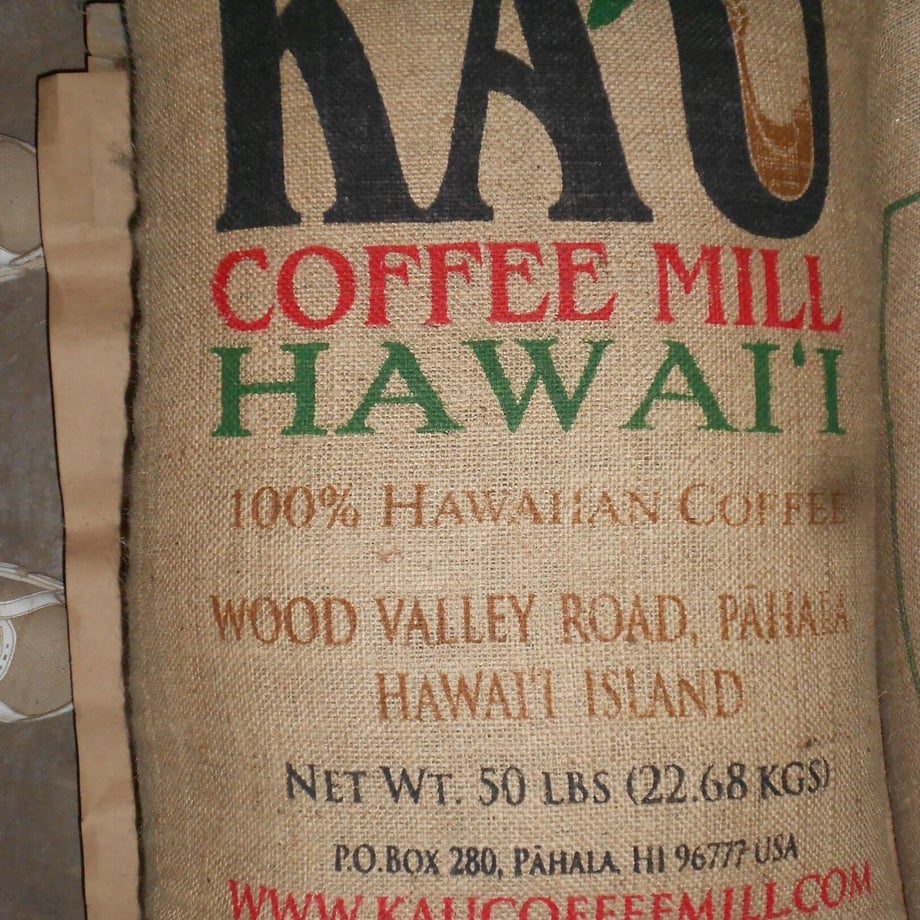 KA'U
COFFEE MILL
HAWAI‘I
100% HAWAIIAN COFFEE
WOOD VALLEY ROAD, PĀHALA
HAWAI‘I ISLAND
NET WT. 50 LBS (22.68 KGS)
P.O.BOX 280, PĀHALA, HI 96777 USA
WWW.KAUCOFFEEMILL.COM